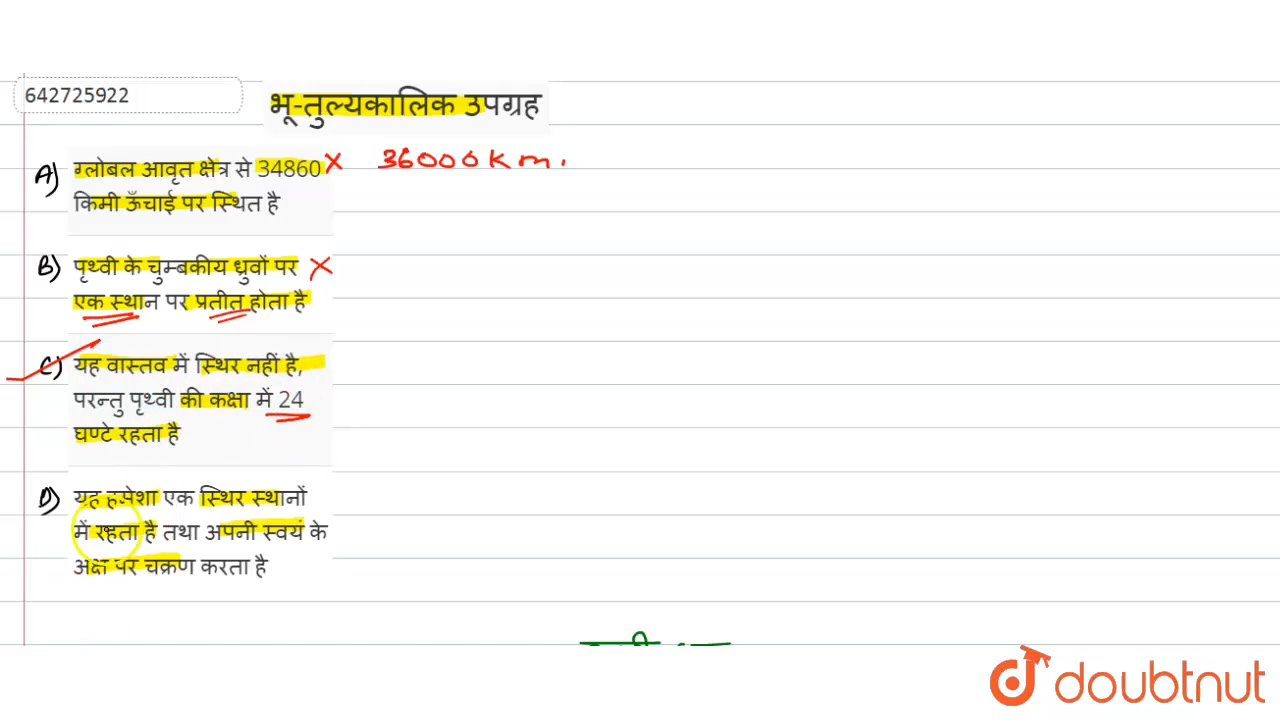 642725922
भू-तुल्यकालिक उपग्रह
A) ग्लोबल आवृत क्षेत्र से 34860 × 36000 km.
किमी ऊँचाई पर स्थित है
B) पृथ्वी के चुम्बकीय ध्रुवों पर ×
एक स्थान पर प्रतीत होता है
C) यह वास्तव में स्थिर नहीं है,
परन्तु पृथ्वी की कक्षा में 24
घण्टे रहता है
D) यह हमेशा एक स्थिर स्थानों
में रहता है तथा अपनी स्वयं के
अक्ष पर चक्रण करता है
doubtnut